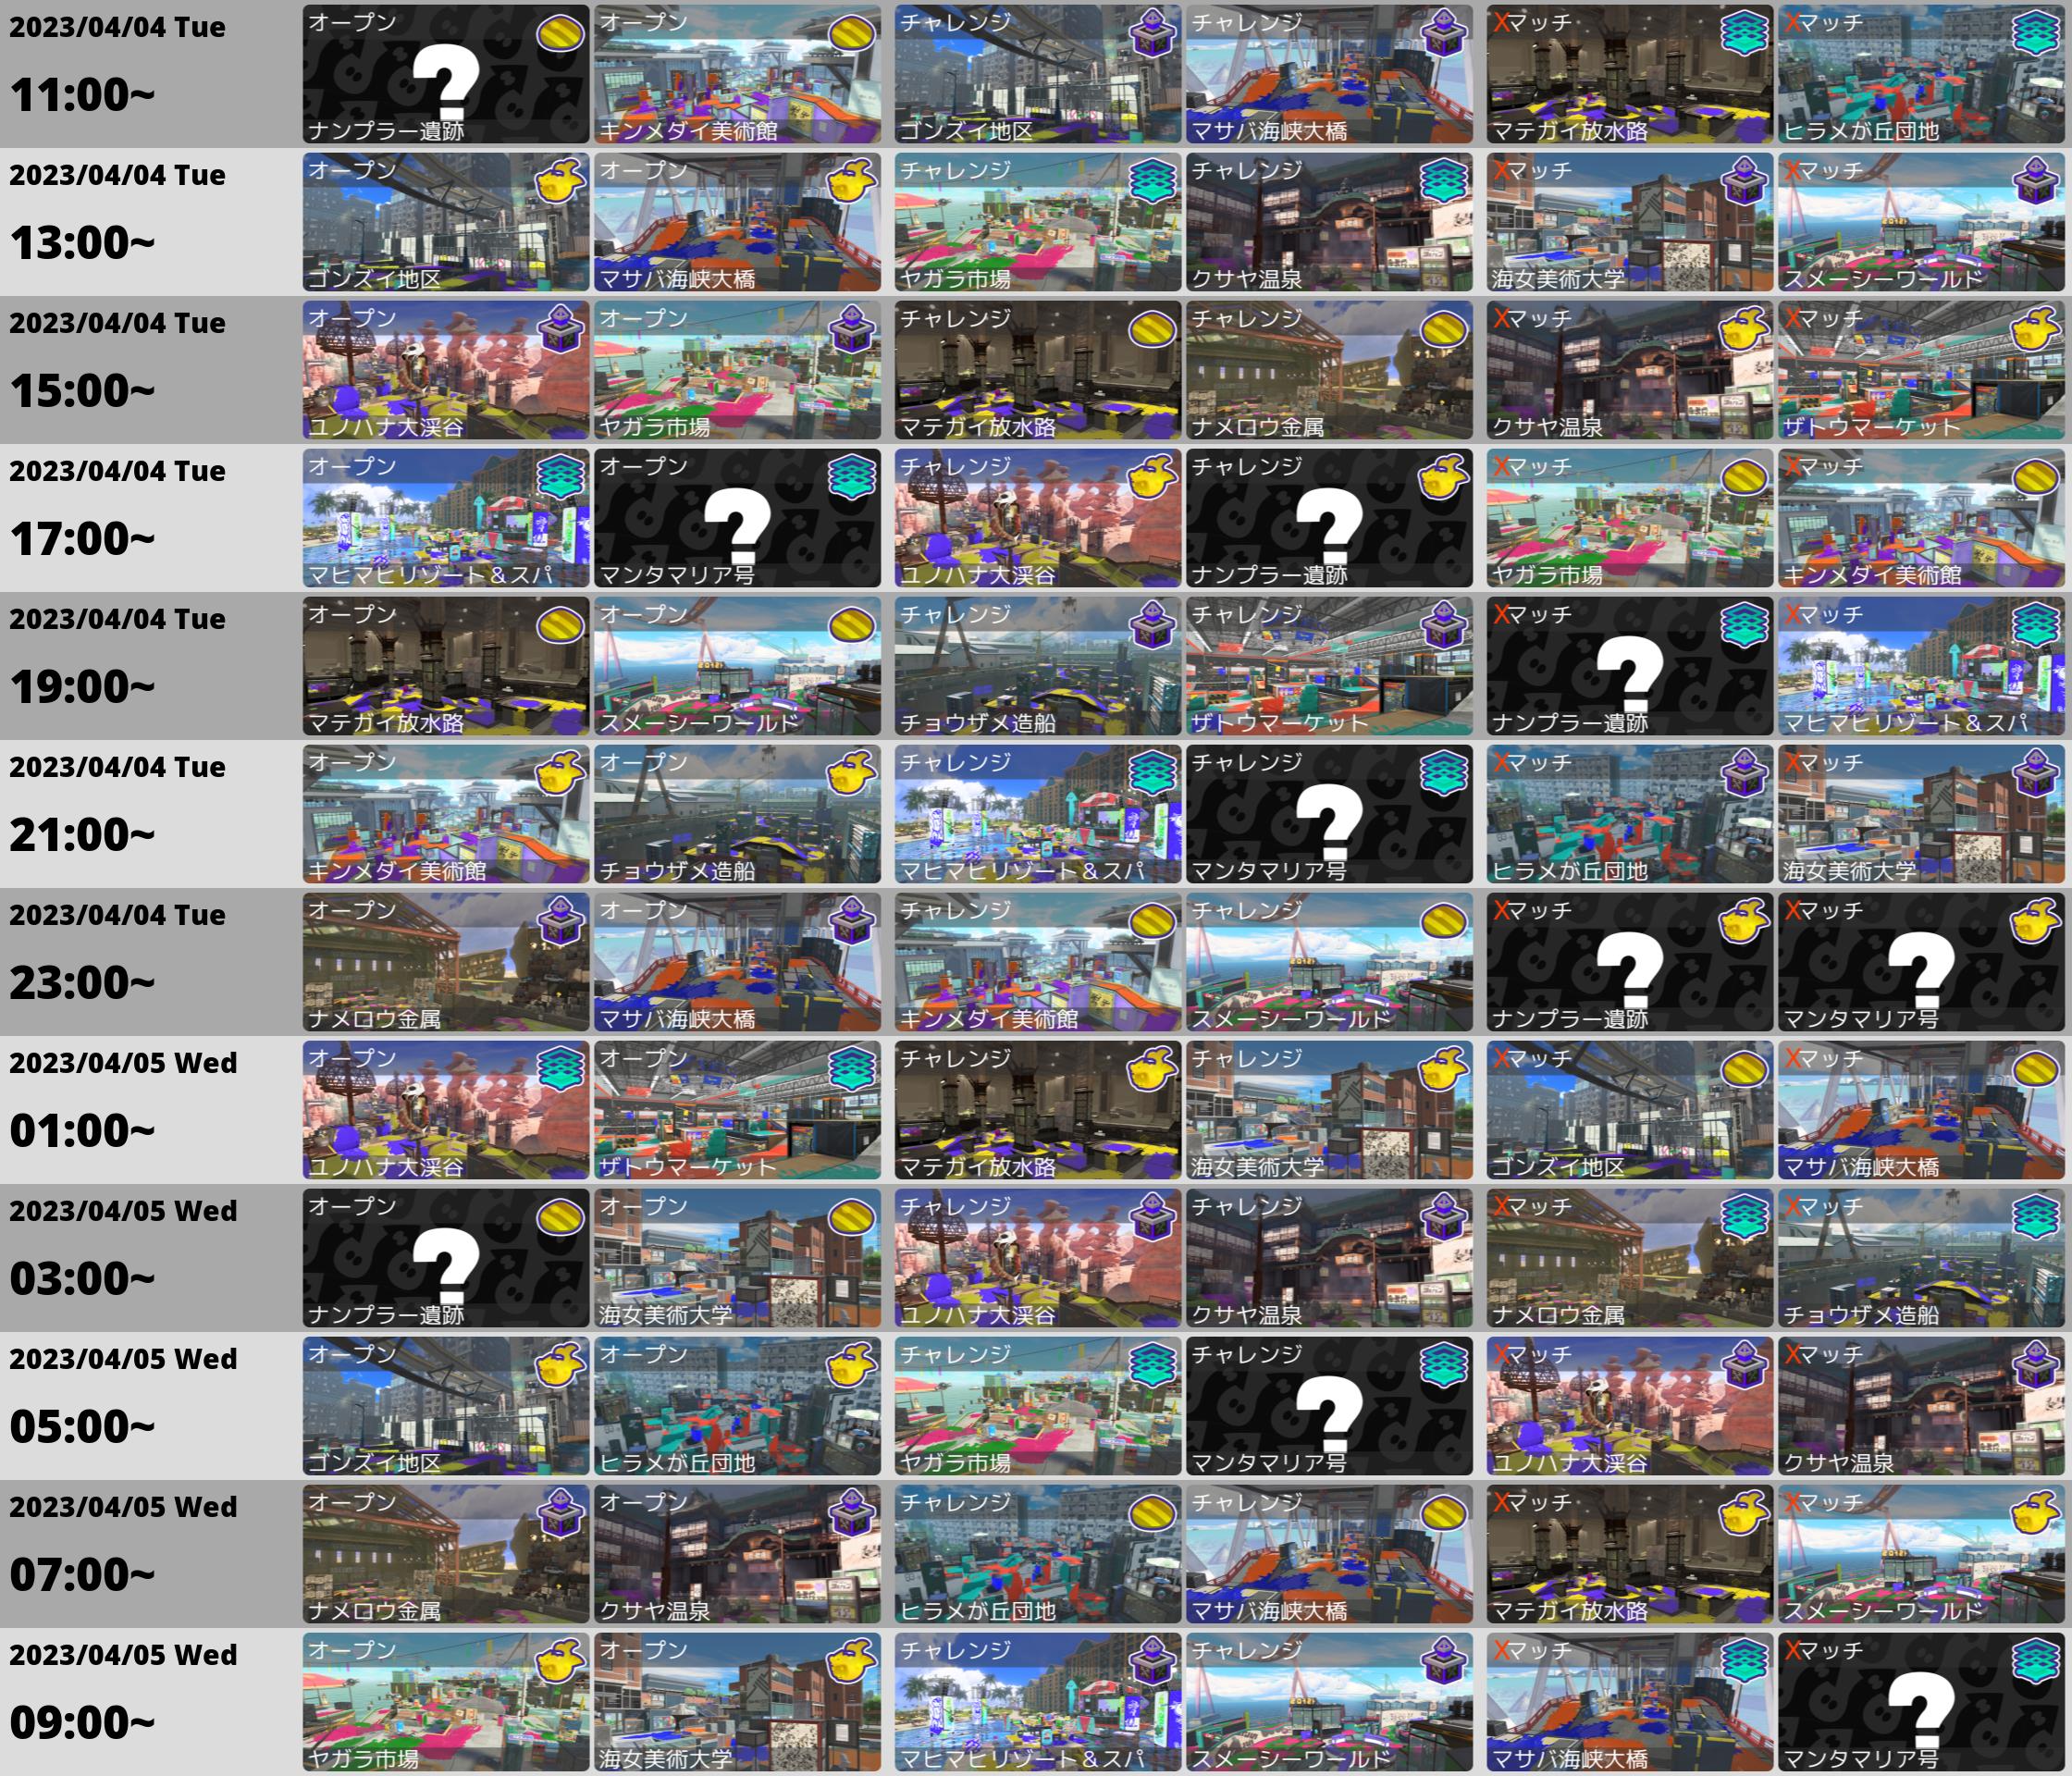 2023/04/04 Tue
11:00~
オープン
ナンプラー遺跡
オープン
キンメダイ美術館
チャレンジ
ゴンズイ地区
チャレンジ
マサバ海峡大橋
Xマッチ
マテガイ放水路
Xマッチ
ヒラメが丘団地
2023/04/04 Tue
13:00~
オープン
ゴンズイ地区
オープン
マサバ海峡大橋
チャレンジ
ヤガラ市場
チャレンジ
クサヤ温泉
Xマッチ
海女美術大学
Xマッチ
スメーシーワールド
2023/04/04 Tue
15:00~
オープン
ユノハナ大渓谷
オープン
ヤガラ市場
チャレンジ
マテガイ放水路
チャレンジ
ナメロウ金属
Xマッチ
クサヤ温泉
Xマッチ
ザトウマーケット
2023/04/04 Tue
17:00~
オープン
マヒマヒリゾート＆スパ
オープン
マンタマリア号
チャレンジ
ユノハナ大渓谷
チャレンジ
ナンプラー遺跡
Xマッチ
ヤガラ市場
Xマッチ
キンメダイ美術館
2023/04/04 Tue
19:00~
オープン
マテガイ放水路
オープン
スメーシーワールド
チャレンジ
チョウザメ造船
チャレンジ
ザトウマーケット
Xマッチ
ナンプラー遺跡
Xマッチ
マヒマヒリゾート＆スパ
2023/04/04 Tue
21:00~
オープン
キンメダイ美術館
オープン
チョウザメ造船
チャレンジ
マヒマヒリゾート＆スパ
チャレンジ
マンタマリア号
Xマッチ
ヒラメが丘団地
Xマッチ
海女美術大学
2023/04/04 Tue
23:00~
オープン
ナメロウ金属
オープン
マサバ海峡大橋
チャレンジ
キンメダイ美術館
チャレンジ
スメーシーワールド
Xマッチ
ナンプラー遺跡
Xマッチ
マンタマリア号
2023/04/05 Wed
01:00~
オープン
ユノハナ大渓谷
オープン
ザトウマーケット
チャレンジ
マテガイ放水路
チャレンジ
海女美術大学
Xマッチ
ゴンズイ地区
Xマッチ
マサバ海峡大橋
2023/04/05 Wed
03:00~
オープン
ナンプラー遺跡
オープン
海女美術大学
チャレンジ
ユノハナ大渓谷
チャレンジ
クサヤ温泉
Xマッチ
ナメロウ金属
Xマッチ
チョウザメ造船
2023/04/05 Wed
05:00~
オープン
ゴンズイ地区
オープン
ヒラメが丘団地
チャレンジ
ヤガラ市場
チャレンジ
マンタマリア号
Xマッチ
ユノハナ大渓谷
Xマッチ
クサヤ温泉
2023/04/05 Wed
07:00~
オープン
ナメロウ金属
オープン
クサヤ温泉
チャレンジ
ヒラメが丘団地
チャレンジ
マサバ海峡大橋
Xマッチ
マテガイ放水路
Xマッチ
スメーシーワールド
2023/04/05 Wed
09:00~
オープン
ヤガラ市場
オープン
海女美術大学
チャレンジ
マヒマヒリゾート＆スパ
チャレンジ
スメーシーワールド
Xマッチ
マサバ海峡大橋
Xマッチ
マンタマリア号